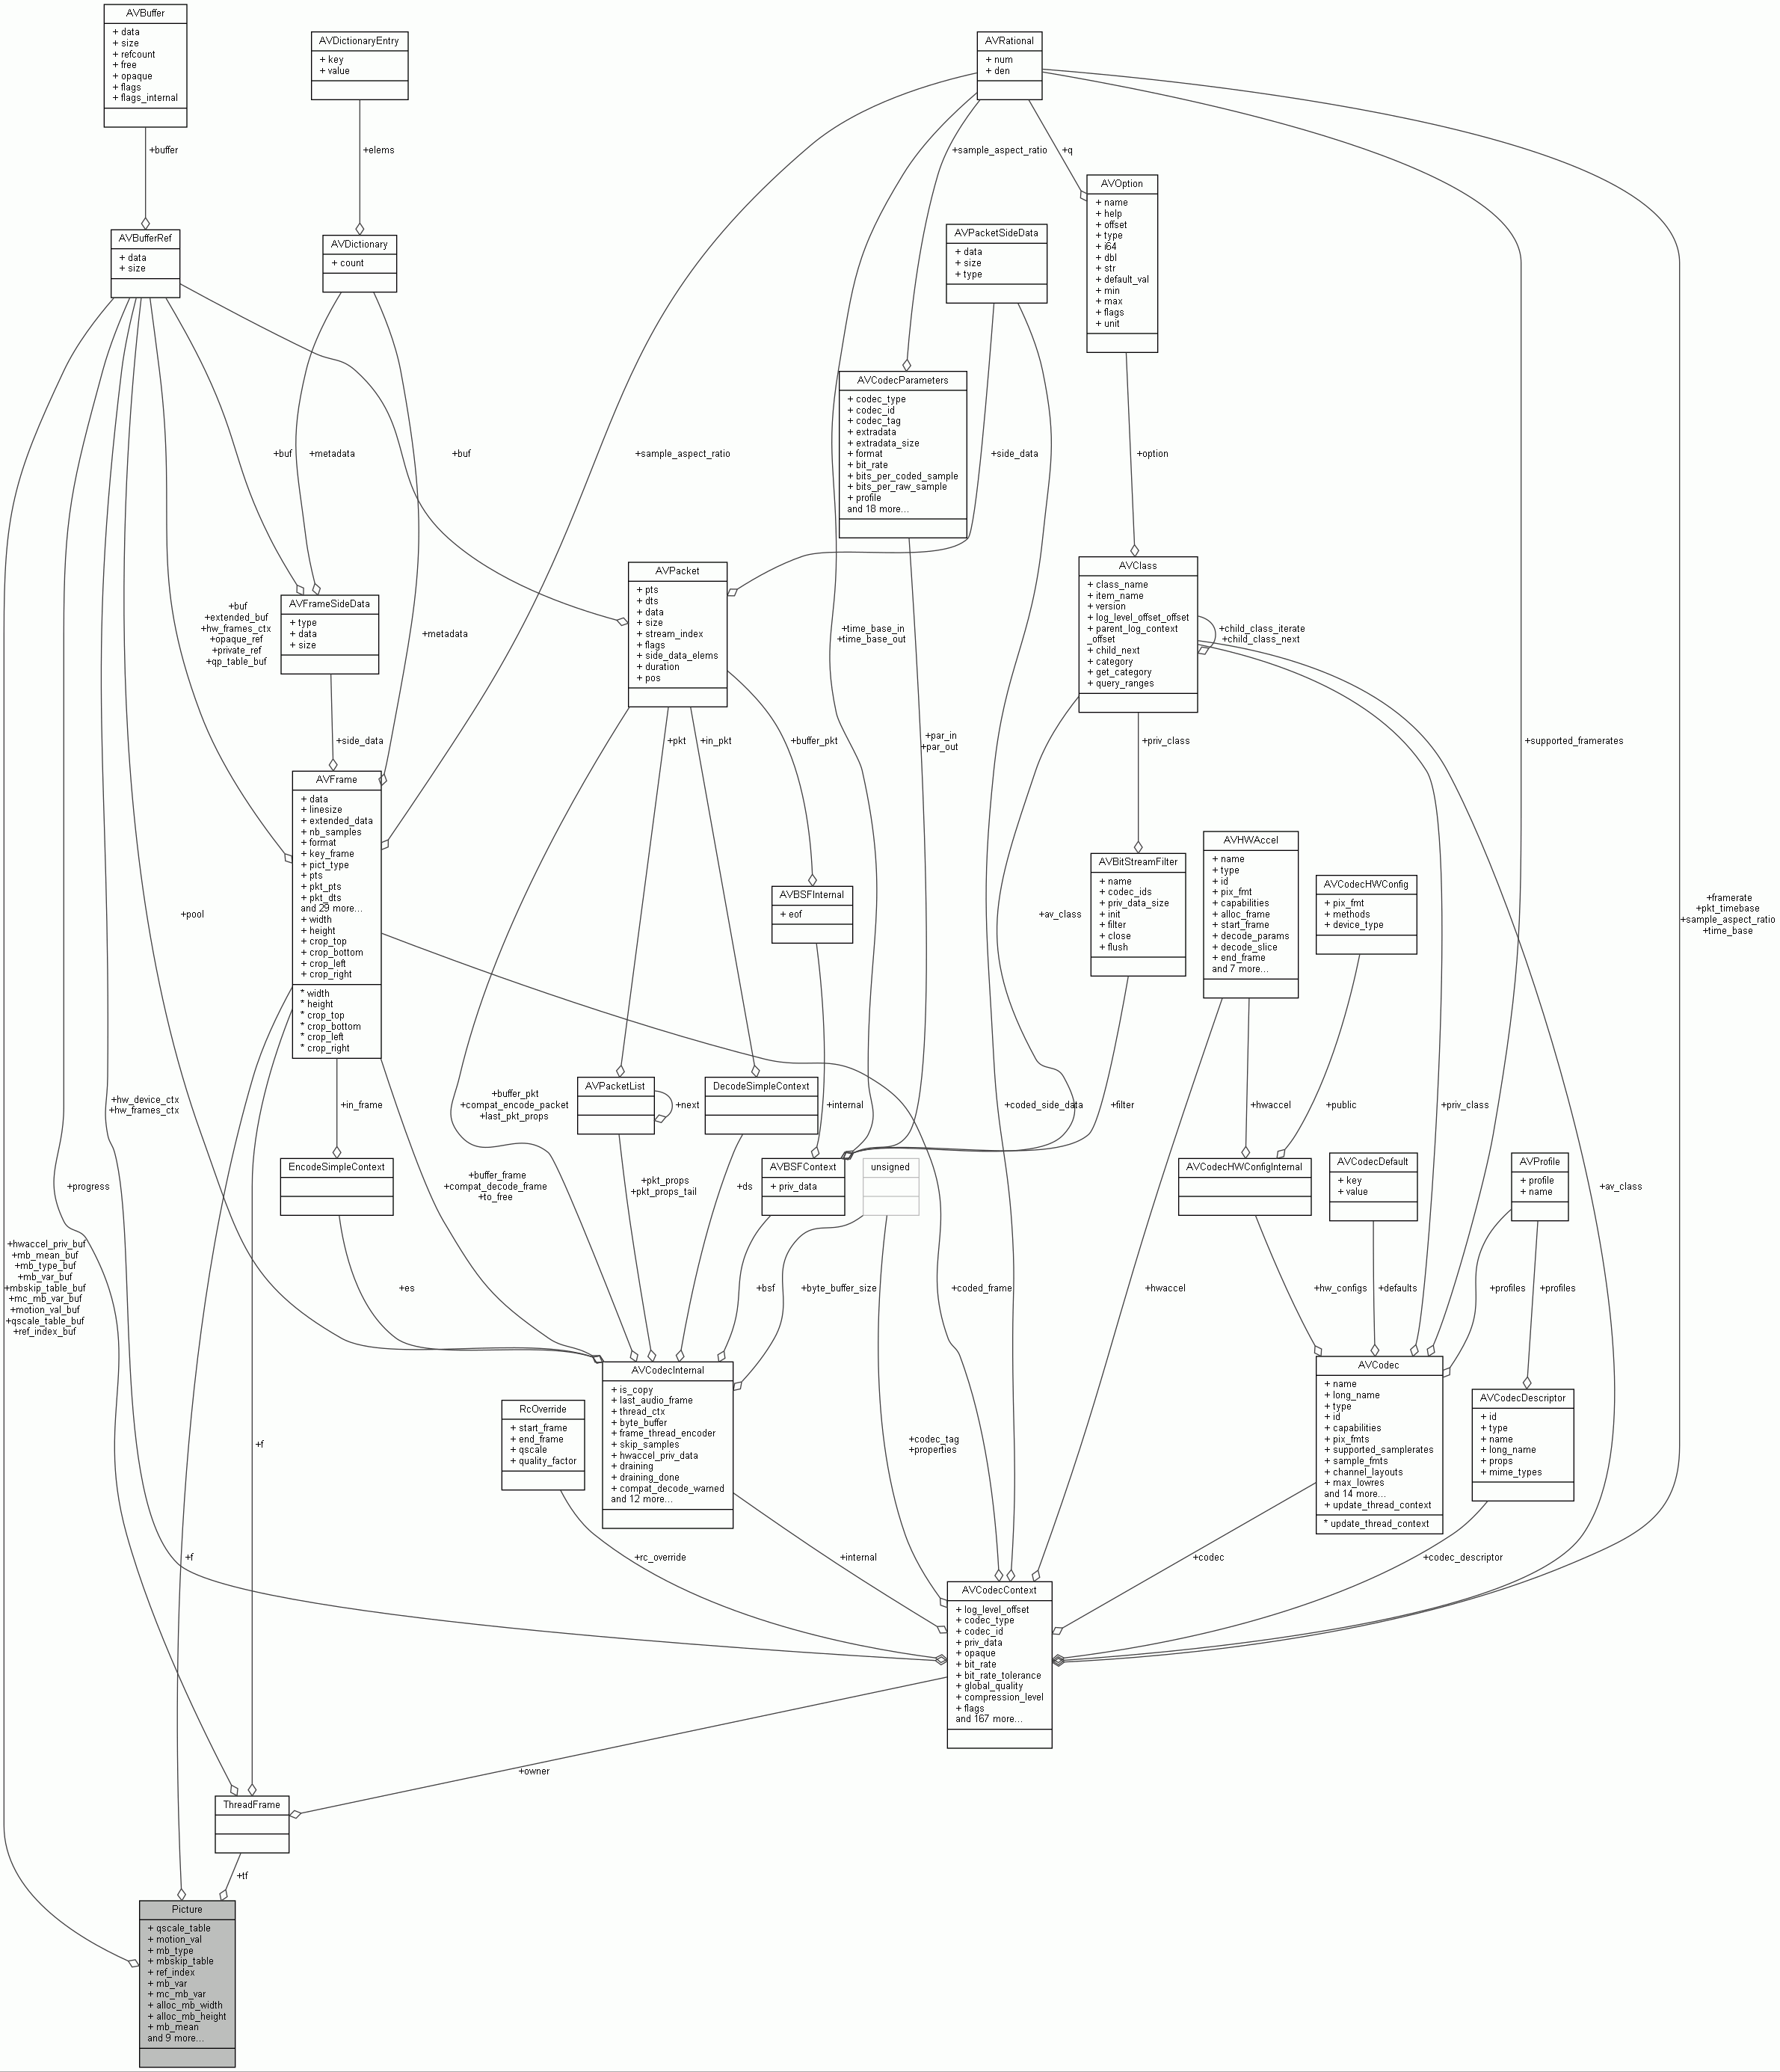 AVBuffer
+ data
+ size
+ refcount
+ free
+ opaque
+ flags
+ flags_internal
AVDictionaryEntry
+ key
+ value
AVRational
+ num
+ den
+buffer
+elems
+sample_aspect_ratio
+q
AVOption
+ name
+ help
+ offset
+ type
+ i64
+ dbl
+ str
+ default_val
+ min
+ max
+ flags
+ unit
AVBufferRef
+ data
+ size
AVDictionary
+ count
AVPacketSideData
+ data
+ size
+ type
AVCodecParameters
+ codec_type
+ codec_id
+ codec_tag
+ extradata
+ extradata_size
+ format
+ bit_rate
+ bits_per_coded_sample
+ bits_per_raw_sample
+ profile
and 18 more...
+buf
+metadata
+buf
+sample_aspect_ratio
+side_data
+option
AVPacket
+ pts
+ dts
+ data
+ size
+ stream_index
+ flags
+ side_data_elems
+ duration
+ pos
AVClass
+ class_name
+ item_name
+ version
+ log_level_offset_offset
+ parent_log_context
_offset
+ child_next
+ category
+ get_category
+ query_ranges
+child_class_iterate
+child_class_next
+buf
+extended_buf
+hw_frames_ctx
+opaque_ref
+private_ref
+qp_table_buf
AVFrameSideData
+ type
+ data
+ size
+metadata
+time_base_in
+time_base_out
+side_data
+pkt
+in_pkt
+buffer_pkt
+par_in
+par_out
+priv_class
+supported_framerates
AVFrame
+ data
+ linesize
+ extended_data
+ nb_samples
+ format
+ key_frame
+ pict_type
+ pts
+ pkt_pts
+ pkt_dts
and 29 more...
+ width
+ height
+ crop_top
+ crop_bottom
+ crop_left
+ crop_right
* width
* height
* crop_top
* crop_bottom
* crop_left
* crop_right
+pool
AVBSFInternal
+ eof
+av_class
AVBitStreamFilter
+ name
+ codec_ids
+ priv_data_size
+ init
+ filter
+ close
+ flush
AVHWAccel
+ name
+ type
+ id
+ pix_fmt
+ capabilities
+ alloc_frame
+ start_frame
+ decode_params
+ decode_slice
+ end_frame
and 7 more...
AVCodecHWConfig
+ pix_fmt
+ methods
+ device_type
+framerate
+pkt_timebase
+sample_aspect_ratio
+time_base
+hw_device_ctx
+hw_frames_ctx
+in_frame
+buffer_pkt
+compat_encode_packet
+last_pkt_props
AVPacketList
+next
DecodeSimpleContext
+internal
+coded_side_data
+filter
+hwaccel
+public
+priv_class
+progress
EncodeSimpleContext
+buffer_frame
+compat_decode_frame
+to_free
+pkt_props
+pkt_props_tail
+ds
AVBSFContext
+ priv_data
unsigned
AVCodecHWConfigInternal
AVCodecDefault
+ key
+ value
AVProfile
+ profile
+ name
+av_class
+hwaccel_priv_buf
+mb_mean_buf
+mb_type_buf
+mb_var_buf
+mbskip_table_buf
+mc_mb_var_buf
+motion_val_buf
+qscale_table_buf
+ref_index_buf
+es
+bsf
+byte_buffer_size
+coded_frame
+hwaccel
+hw_configs
+defaults
+profiles
+profiles
+f
RcOverride
+ start_frame
+ end_frame
+ qscale
+ quality_factor
AVCodecInternal
+ is_copy
+ last_audio_frame
+ thread_ctx
+ byte_buffer
+ frame_thread_encoder
+ skip_samples
+ hwaccel_priv_data
+ draining
+ draining_done
+ compat_decode_warned
and 12 more...
+codec_tag
+properties
AVCodec
+ name
+ long_name
+ type
+ id
+ capabilities
+ pix_fmts
+ supported_samplerates
+ sample_fmts
+ channel_layouts
+ max_lowres
and 14 more...
+ update_thread_context
* update_thread_context
AVCodecDescriptor
+ id
+ type
+ name
+ long_name
+ props
+ mime_types
+f
+rc_override
+internal
+codec
+codec_descriptor
AVCodecContext
+ log_level_offset
+ codec_type
+ codec_id
+ priv_data
+ opaque
+ bit_rate
+ bit_rate_tolerance
+ global_quality
+ compression_level
+ flags
and 167 more...
+owner
ThreadFrame
+tf
Picture
+ qscale_table
+ motion_val
+ mb_type
+ mbskip_table
+ ref_index
+ mb_var
+ mc_mb_var
+ alloc_mb_width
+ alloc_mb_height
+ mb_mean
and 9 more...